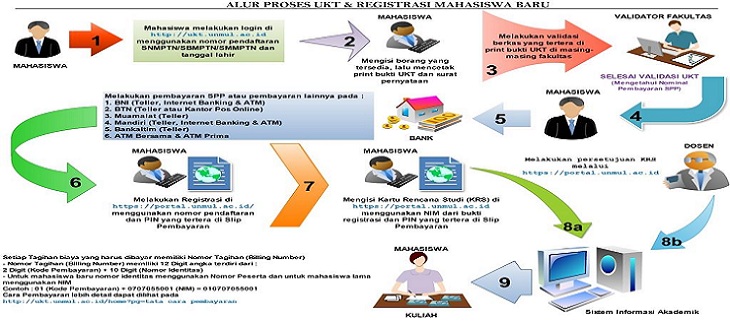 ALUR PROSES UKT & REGISTRASI MAHASISWA BARU
MAHASISWA
1
Mahasiswa melakukan login di
http://ukt.unmul.ac.id
menggunakan nomor pendaftaran
SNMPTN/SBMPTN/SMMPTN dan
tanggal lahir
2
MAHASISWA
Mengisi borang yang
tersedia, lalu mencetak
print bukti UKT dan surat
pernyataan
3
Melakukan validasi
berkas yang tertera di
print bukti UKT di masing-
masing fakultas
VALIDATOR FAKULTAS
SELESAI VALIDASI UKT
(Mengetahui Nominal
Pembayaran SPP)
4
MAHASISWA
5
BANK
Melakukan pembayaran SPP atau pembayaran lainnya pada :
1. BNI (Teller, Internet Banking & ATM)
2. BTN (Teller atau Kantor Pos Online)
3. Muamalat (Teller)
4. Mandiri (Teller, Internet Banking & ATM)
5. Bankaltim (Teller)
6. ATM Bersama & ATM Prima
6
MAHASISWA
Melakukan Registrasi di
https://portal.unmul.ac.id/
menggunakan nomor pendaftaran
dan PIN yang tertera di Slip
Pembayaran
7
MAHASISWA
Mengisi Kartu Rencana Studi (KRS) di
https://portal.unmul.ac.id
menggunakan NIM dari bukti
registrasi dan PIN yang tertera di Slip
Pembayaran
Melakukan persetujuan KRS
melalui
https://portal.unmul.ac.id
DOSEN
8a
8b
Sistem Informasi Akademik
9
MAHASISWA
KULIAH
Setiap Tagihan biaya yang harus dibayar memiliki Nomor Tagihan (Billing Number)
- Nomor Tagihan (Billing Number) memiliki 12 Digit angka terdiri dari :
2 Digit (Kode Pembayaran) + 10 Digit (Nomor Identitas)
- Untuk mahasiswa baru nomor identitas menggunakan Nomor Peserta dan untuk mahasiswa lama
menggunakan NIM
Contoh : 01 (Kode Pembayaran) + 0707055001 (NIM) = 010707055001
Cara Pembayaran lebih detail dapat dilihat pada
http://ukt.unmul.ac.id/home?pg=tata cara pembayaran